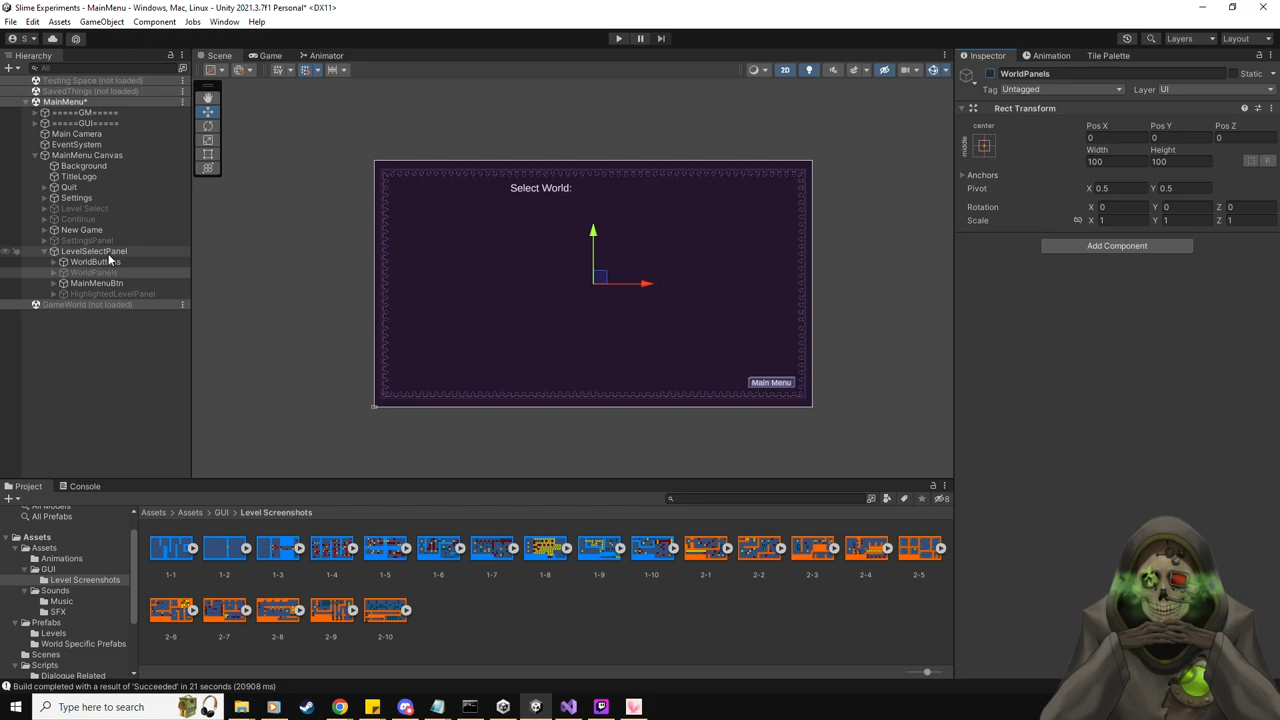 Slime Experiments - MainMenu - Windows, Mac, Linux - Unity 2021.3.7f1 Personal* <DX11>
File Edit Assets GameObject Component Jobs Window Help
S Layers Layout
Hierarchy Scene Game Animator Inspector Animation Tile Palette
All 2D
Testing Space (not loaded)
SavedThings (not loaded)
MainMenu*
=====GM=====
=====GUI=====
Main Camera
EventSystem
MainMenu Canvas
Background
TitleLogo
Quit
Settings
Level Select
Continue
New Game
SettingsPanel
LevelSelectPanel
WorldPanels
MainMenuBtn
HighlightedLevelPanel
GameWorld (not loaded)
Select World:
Main Menu
WorldPanels Static
Tag Untagged Layer UI
Rect Transform
center
middle
Pos X Pos Y Pos Z
0 0 0
Width Height
100 100
R
Anchors
Pivot X 0.5 Y 0.5
Rotation X 0 Y 0 Z 0
Scale X 1 Y 1 Z 1
Add Component
Project Console
8
All Models
All Prefabs
Assets
Assets
Animations
GUI
Level Screenshots
Sounds
Music
SFX
Prefabs
Levels
World Specific Prefabs
Scenes
Scripts
Dialogue Related
Assets > Assets > GUI > Level Screenshots
1-1 1-2 1-3 1-4 1-5 1-6 1-7 1-8 1-9 1-10 2-1 2-2 2-3 2-4 2-5
2-6 2-7 2-8 2-9 2-10
Build completed with a result of 'Succeeded' in 21 seconds (20908 ms)
Type here to search